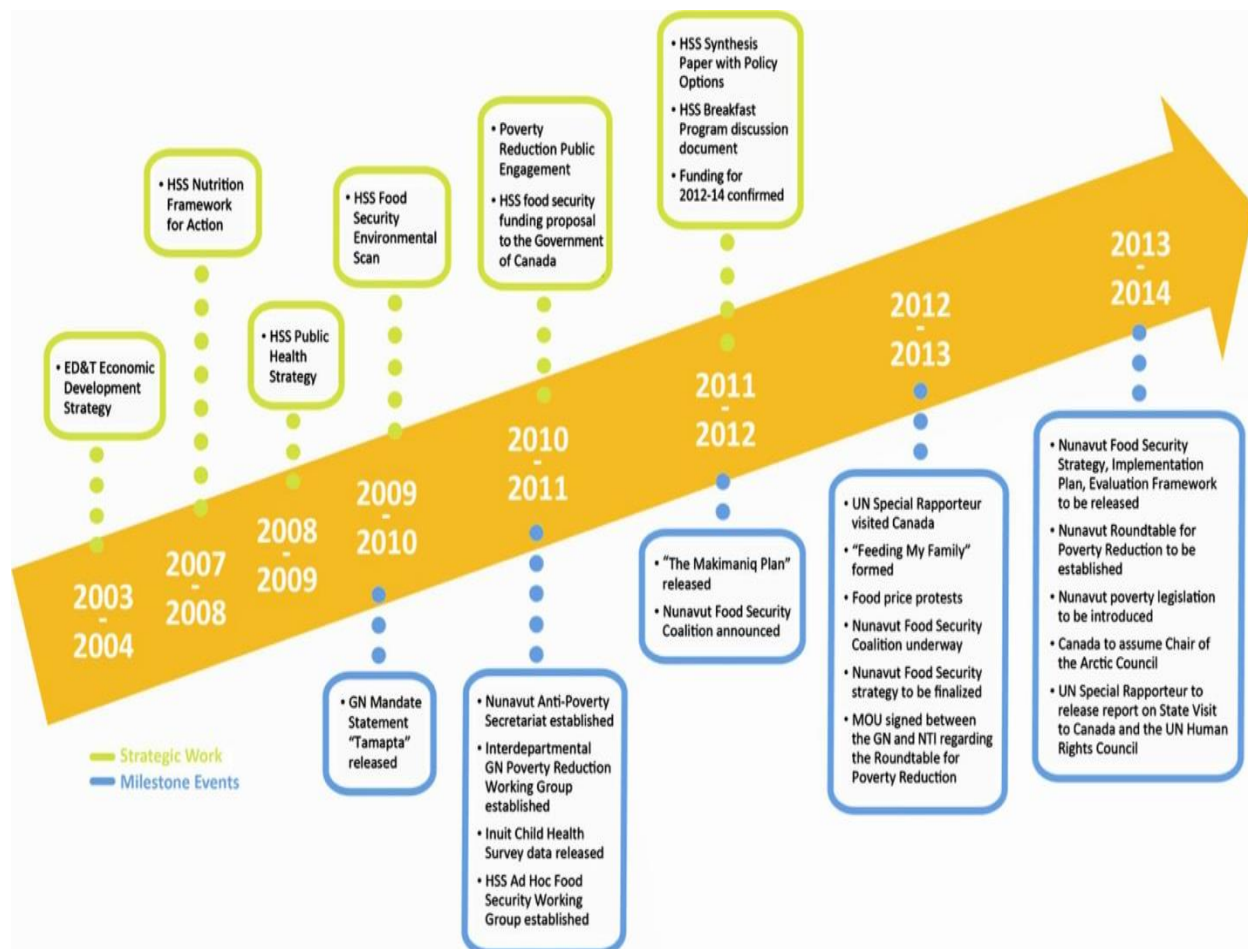 • HSS Synthesis
Paper with Policy
Options
• HSS Breakfast
Program discussion
document
• Funding for
2012-14 confirmed
• Poverty
Reduction Public
Engagement
• HSS food security
funding proposal
to the Government
of Canada
• HSS Nutrition
Framework
for Action
• HSS Food
Security
Environmental
Scan
• HSS Public
Health
Strategy
• ED&T Economic
Development
Strategy
2003
-
2004
2007
-
2008
2008
-
2009
2009
-
2010
2010
-
2011
2011
-
2012
2012
-
2013
2013
-
2014
• GN Mandate
Statement
"Tamapta"
released
• Nunavut Anti-Poverty
Secretariat established
• Interdepartmental
GN Poverty Reduction
Working Group
established
• Inuit Child Health
Survey data released
• HSS Ad Hoc Food
Security Working
Group established
• "The Makimaniq Plan"
released
• Nunavut Food Security
Coalition announced
• UN Special Rapporteur
visited Canada
• "Feeding My Family"
formed
• Food price protests
• Nunavut Food Security
Coalition underway
• Nunavut Food Security
strategy to be finalized
• MOU signed between
the GN and NTI regarding
the Roundtable for
Poverty Reduction
• Nunavut Food Security
Strategy, Implementation
Plan, Evaluation Framework
to be released
• Nunavut Roundtable for
Poverty Reduction to be
established
• Nunavut poverty legislation
to be introduced
• Canada to assume Chair of
the Arctic Council
• UN Special Rapporteur to
release report on State Visit
to Canada and the UN Human
Rights Council
Strategic Work
Milestone Events